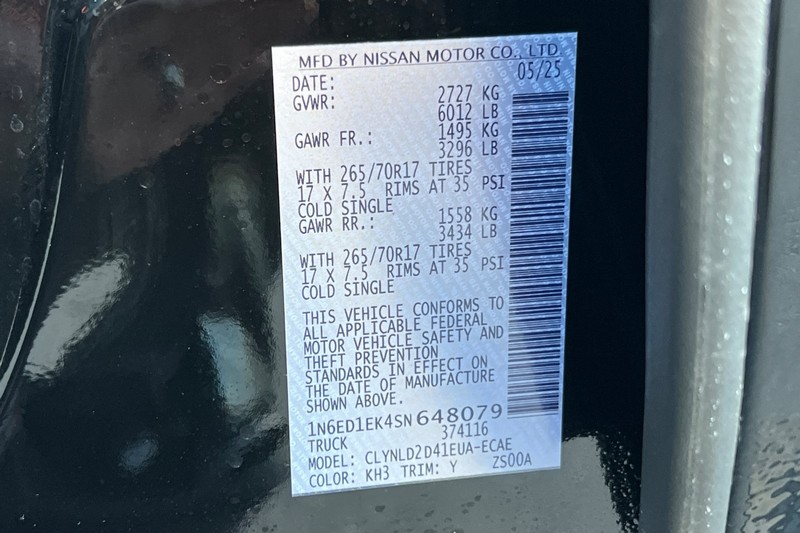 MFD BY NISSAN MOTOR CO., LTD.
DATE: 05/25
GVWR: 2727 KG
6012 LB
GAWR FR.: 1495 KG
3296 LB
WITH 265/70R17 TIRES
17 X 7.5 RIMS AT 35 PSI
COLD SINGLE
GAWR RR.: 1558 KG
3434 LB
WITH 265/70R17 TIRES
17 X 7.5 RIMS AT 35 PSI
COLD SINGLE
THIS VEHICLE CONFORMS TO
ALL APPLICABLE FEDERAL
MOTOR VEHICLE SAFETY AND
THEFT PREVENTION
STANDARDS IN EFFECT ON
THE DATE OF MANUFACTURE
SHOWN ABOVE.
1N6ED1EK4SN648079
TRUCK 374116
MODEL: CLYNLD2D41EUA-ECAE
COLOR: KH3 TRIM: Y ZS00A